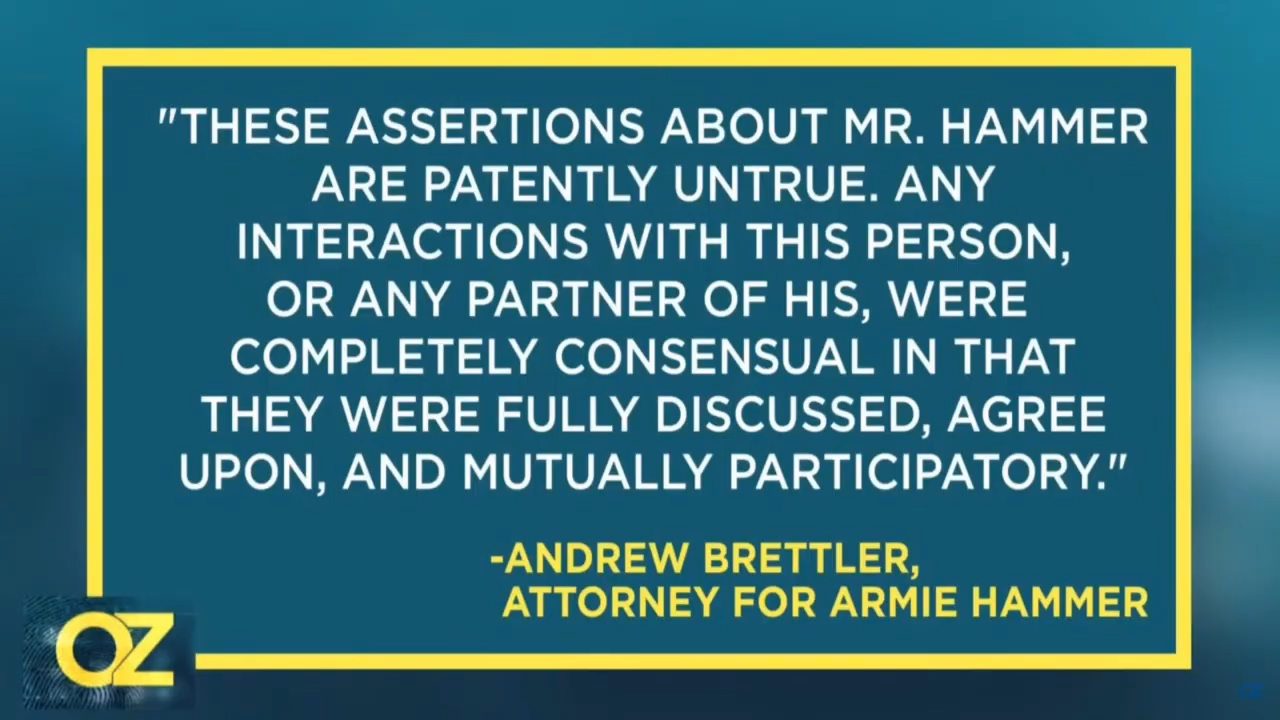 "THESE ASSERTIONS ABOUT MR. HAMMER
ARE PATENTLY UNTRUE. ANY
INTERACTIONS WITH THIS PERSON,
OR ANY PARTNER OF HIS, WERE
COMPLETELY CONSENSUAL IN THAT
THEY WERE FULLY DISCUSSED, AGREE
UPON, AND MUTUALLY PARTICIPATORY."
-ANDREW BRETTLER,
ATTORNEY FOR ARMIE HAMMER
OZ
OZ